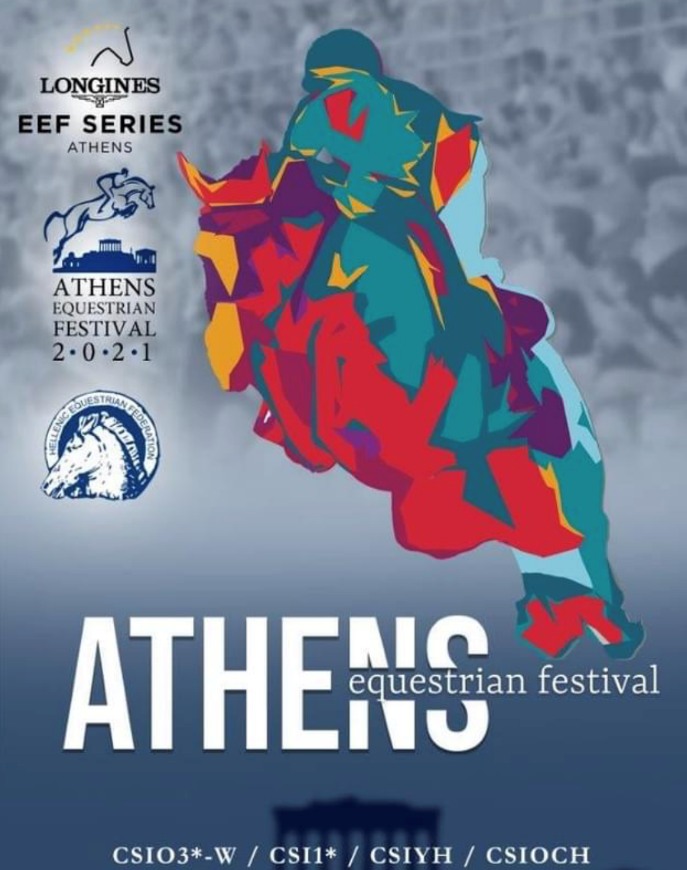 LONGINES
EEF SERIES
ATHENS
ATHENS
EQUESTRIAN
FESTIVAL
2•0•2•1
HELLENIC EQUESTRIAN FEDERATION
ATHENS
equestrian festival
CSIO3*-W / CSI1* / CSIYH / CSIOCH